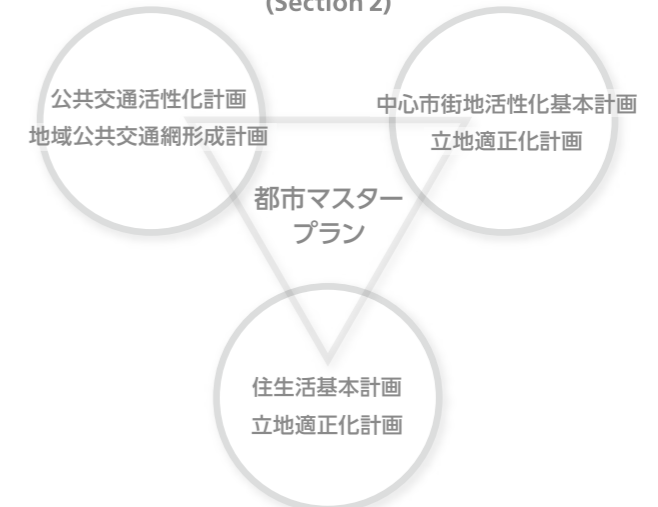 (Section 2)
公共交通活性化計画
地域公共交通網形成計画
中心市街地活性化基本計画
立地適正化計画
都市マスター
プラン
住生活基本計画
立地適正化計画